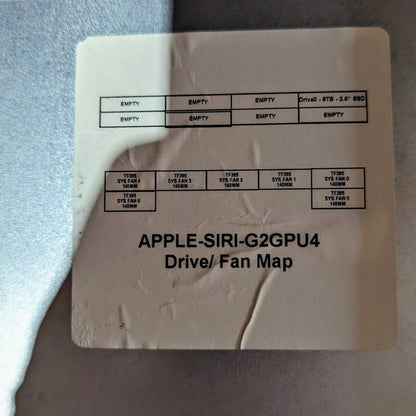 EMPTY EMPTY EMPTY Drive0 - 8TB - 2.5" SSD
EMPTY EMPTY EMPTY EMPTY
TF395 TF395 TF395 TF395 TF395
SYS FAN 4 SYS FAN 3 SYS FAN 2 SYS FAN 1 SYS FAN 0
140MM 140MM 140MM 140MM 140MM
TF395 TF395
SYS FAN 6 SYS FAN 5
140MM 140MM
APPLE-SIRI-G2GPU4
Drive/ Fan Map